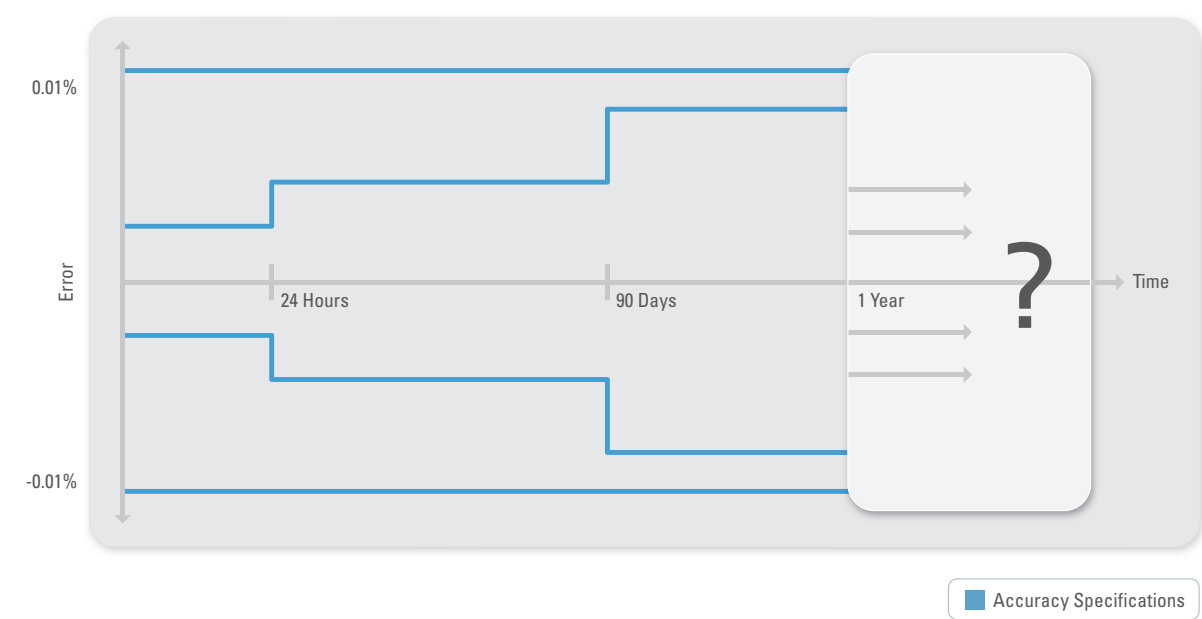 0.01%
Error
24 Hours
90 Days
1 Year
?
Time
-0.01%
Accuracy Specifications